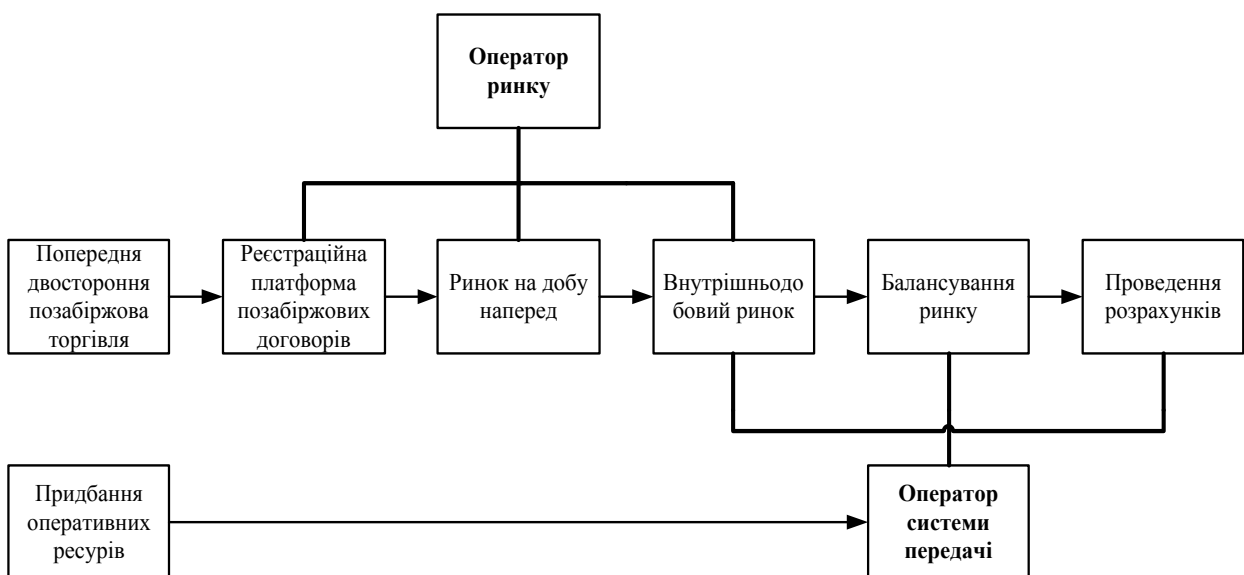 Оператор
ринку
Попередня
двостороння
позабіржова
торгівля
Реєстраційна
платформа
позабіржових
договорів
Ринок на добу
наперед
Внутрішньодо
бовий ринок
Балансування
ринку
Проведення
розрахунків
Придбання
оперативних
ресурів
Оператор
системи
передачі